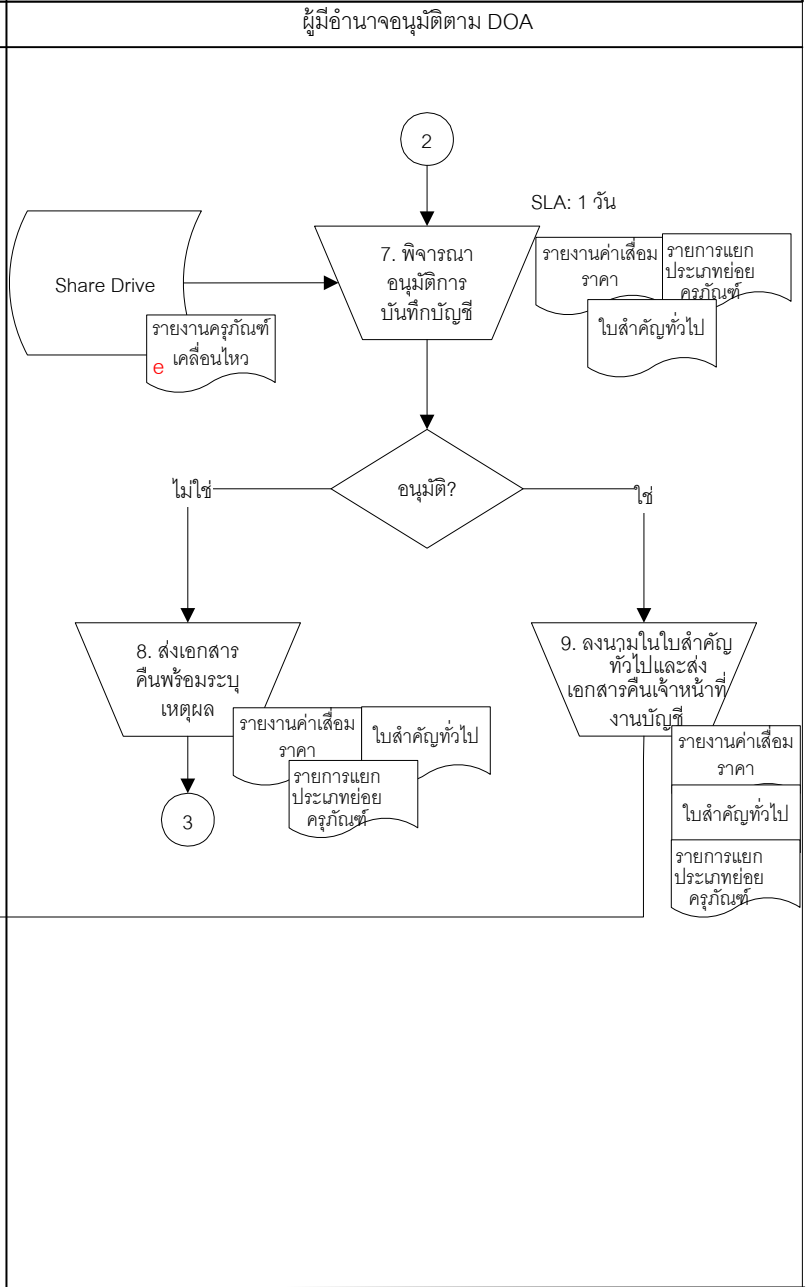 ผู้มีอำนาจอนุมัติตาม DOA
2
SLA: 1 วัน
Share Drive
7. พิจารณา
อนุมัติการ
บันทึกบัญชี
รายงานค่าเสื่อม
ราคา
รายการแยก
ประเภทย่อย
ครุภัณฑ์
ใบสำคัญทั่วไป
รายงานครุภัณฑ์
e เคลื่อนไหว
อนุมัติ?
ไม่ใช่
ใช่
8. ส่งเอกสาร
คืนพร้อมระบุ
เหตุผล
รายงานค่าเสื่อม
ราคา
ใบสำคัญทั่วไป
รายการแยก
ประเภทย่อย
ครุภัณฑ์
3
9. ลงนามในใบสำคัญ
ทั่วไปและส่ง
เอกสารคืนเจ้าหน้าที่
งานบัญชี
รายงานค่าเสื่อม
ราคา
ใบสำคัญทั่วไป
รายการแยก
ประเภทย่อย
ครุภัณฑ์